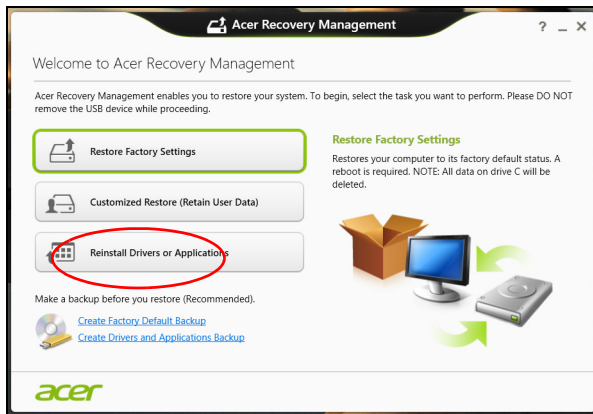 Acer Recovery Management
? _ X
Welcome to Acer Recovery Management
Acer Recovery Management enables you to restore your system. To begin, select the task you want to perform. Please DO NOT
remove the USB device while proceeding.
Restore Factory Settings
Customized Restore (Retain User Data)
Reinstall Drivers or Applications
Restore Factory Settings
Restores your computer to its factory default status. A
reboot is required. NOTE: All data on drive C will be
deleted.
Make a backup before you restore (Recommended).
Create Factory Default Backup
Create Drivers and Applications Backup
acer